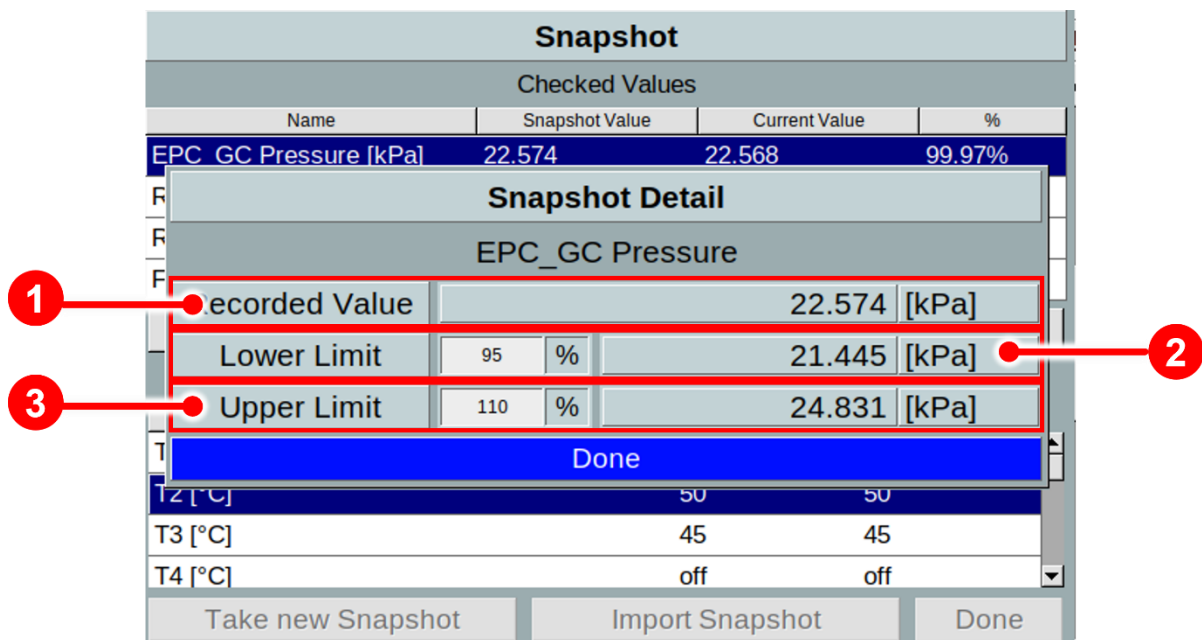 Snapshot
Checked Values
Name Snapshot Value Current Value %
EPC_GC Pressure [kPa] 22.574 22.568 99.97%
Snapshot Detail
EPC_GC Pressure
1 ecorded Value 22.574 [kPa]
Lower Limit 95 % 21.445 [kPa] 2
3 Upper Limit 110 % 24.831 [kPa]
Done
T2 [°C] 50 50
T3 [°C] 45 45
T4 [°C] off off
Take new Snapshot Import Snapshot Done